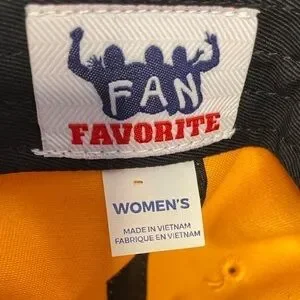 FAN
FAVORITE
WOMEN'S
MADE IN VIETNAM
FABRIQUE EN VIETNAM